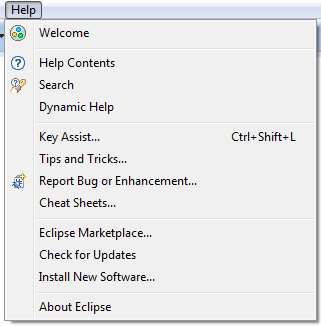 Help
Welcome
Help Contents
Search
Dynamic Help
Key Assist... Ctrl+Shift+L
Tips and Tricks...
Report Bug or Enhancement...
Cheat Sheets...
Eclipse Marketplace...
Check for Updates
Install New Software...
About Eclipse